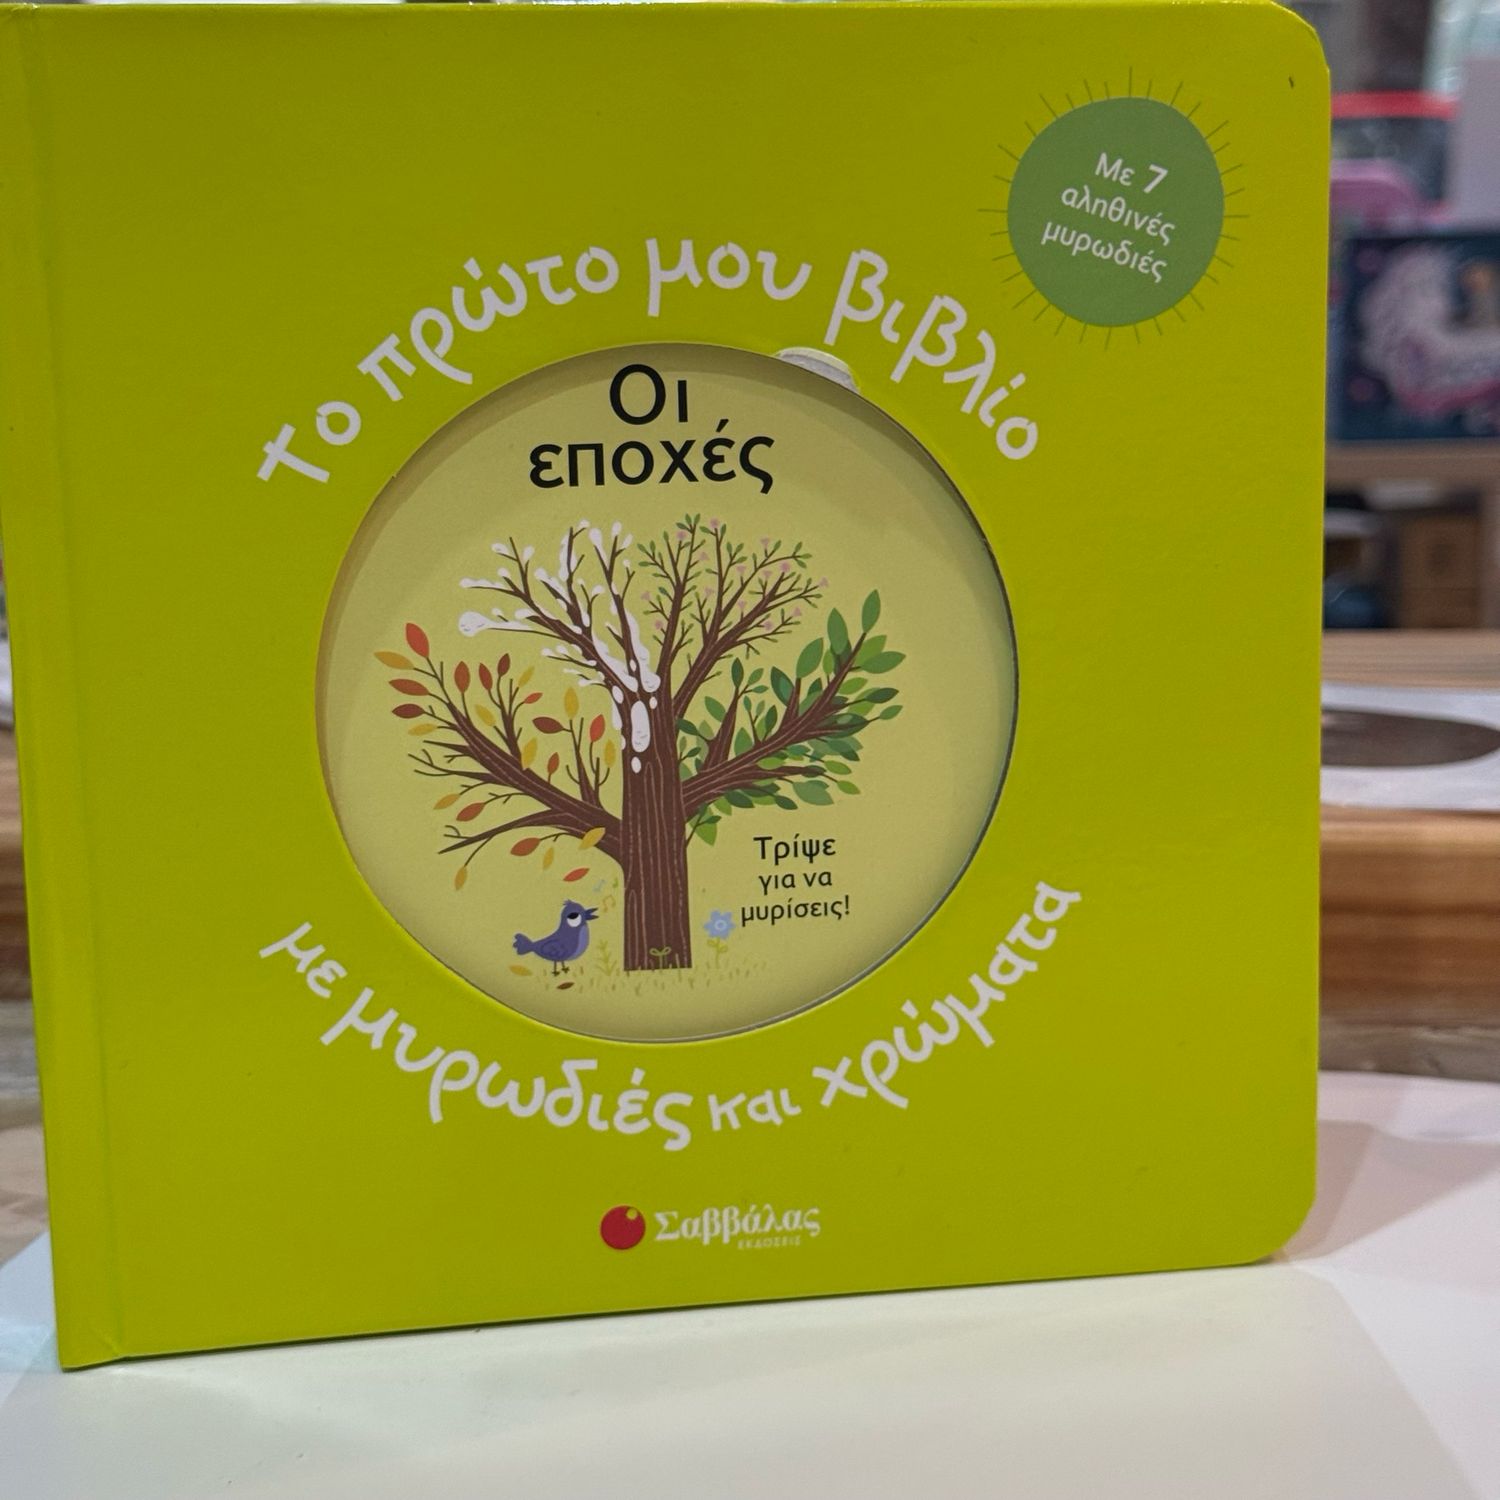 Με 7
αληθινές
μυρωδιές
Το πρώτο μου βιβλίο
Οι
εποχές
Τρίψε
για να
μυρίσεις!
με μυρωδιές και χρώματα
Σαββάλας
ΕΚΔΟΣΕΙΣ